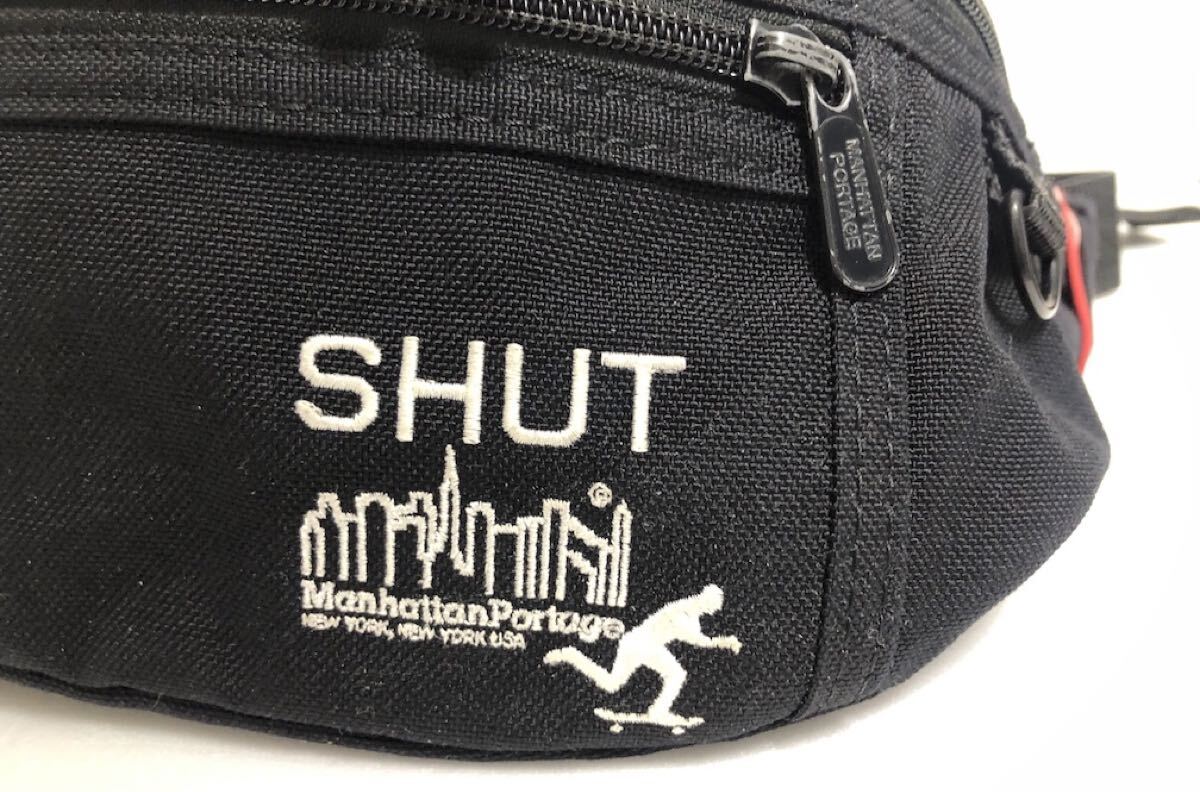 MANHATTAN
PORTAGE
SHUT
©
ManhattanPortage
NEW YORK, NEW YORK USA